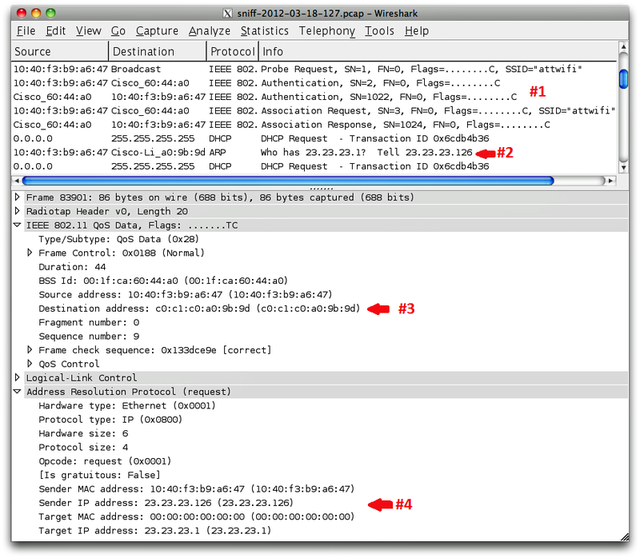 sniff-2012-03-18-127.pcap - Wireshark
File Edit View Go Capture Analyze Statistics Telephony Tools Help
Source Destination Protocol Info
10:40:f3:b9:a6:47 Broadcast IEEE 802. Probe Request, SN=1, FN=0, Flags=........C, SSID="attwifi"
10:40:f3:b9:a6:47 Cisco_60:44:a0 IEEE 802. Authentication, SN=2, FN=0, Flags=........C
#1
Cisco_60:44:a0 10:40:f3:b9:a6:47 IEEE 802. Authentication, SN=1022, FN=0, Flags=........C
10:40:f3:b9:a6:47 Cisco_60:44:a0 IEEE 802. Association Request, SN=3, FN=0, Flags=........C, SSID="attwifi"
Cisco_60:44:a0 10:40:f3:b9:a6:47 IEEE 802. Association Response, SN=1024, FN=0, Flags=........C
0.0.0.0 255.255.255.255 DHCP DHCP Request - Transaction ID 0x6cdb4b36
10:40:f3:b9:a6:47 Cisco-Li_a0:9b:9d ARP Who has 23.23.23.1? Tell 23.23.23.126 #2
0.0.0.0 255.255.255.255 DHCP DHCP Request - Transaction ID 0x6cdb4b36
Frame 83901: 86 bytes on wire (688 bits), 86 bytes captured (688 bits)
Radiotap Header v0, Length 20
IEEE 802.11 QoS Data, Flags: .......TC
Type/Subtype: QoS Data (0x28)
Frame Control: 0x0188 (Normal)
Duration: 44
BSS Id: 00:1f:ca:60:44:a0 (00:1f:ca:60:44:a0)
Source address: 10:40:f3:b9:a6:47 (10:40:f3:b9:a6:47)
Destination address: c0:c1:c0:a0:9b:9d (c0:c1:c0:a0:9b:9d) #3
Fragment number: 0
Sequence number: 9
Frame check sequence: 0x133dce9e [correct]
QoS Control
Logical-Link Control
Address Resolution Protocol (request)
Hardware type: Ethernet (0x0001)
Protocol type: IP (0x0800)
Hardware size: 6
Protocol size: 4
Opcode: request (0x0001)
[Is gratuitous: False]
Sender MAC address: 10:40:f3:b9:a6:47 (10:40:f3:b9:a6:47)
Sender IP address: 23.23.23.126 (23.23.23.126) #4
Target MAC address: 00:00:00:00:00:00 (00:00:00:00:00:00)
Target IP address: 23.23.23.1 (23.23.23.1)